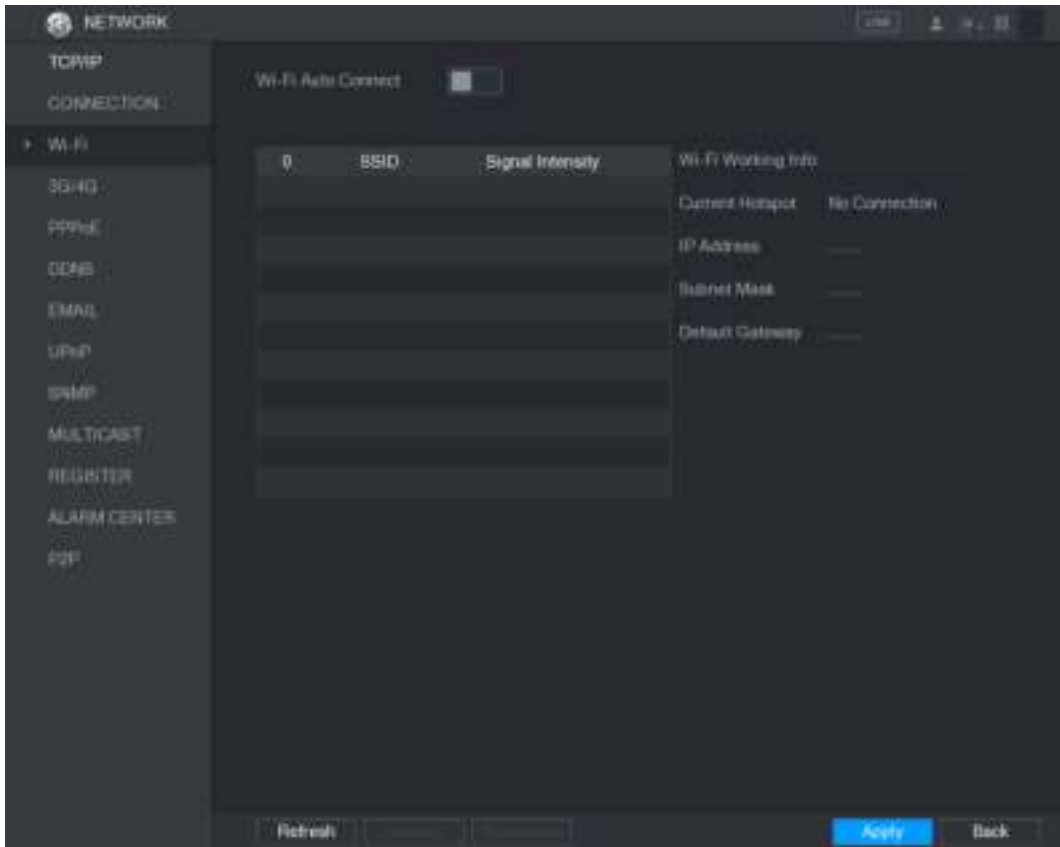 NETWORK
LIVE
TCP/IP
CONNECTION
Wi-Fi
3G/4G
PPPoE
DDNS
EMAIL
UPnP
SNMP
MULTICAST
REGISTER
ALARM CENTER
P2P
Wi-Fi Auto Connect
0 SSID Signal Intensity
Wi-Fi Working Info
Current Hotspot No Connection
IP Address
Subnet Mask
Default Gateway
Refresh
Apply Back